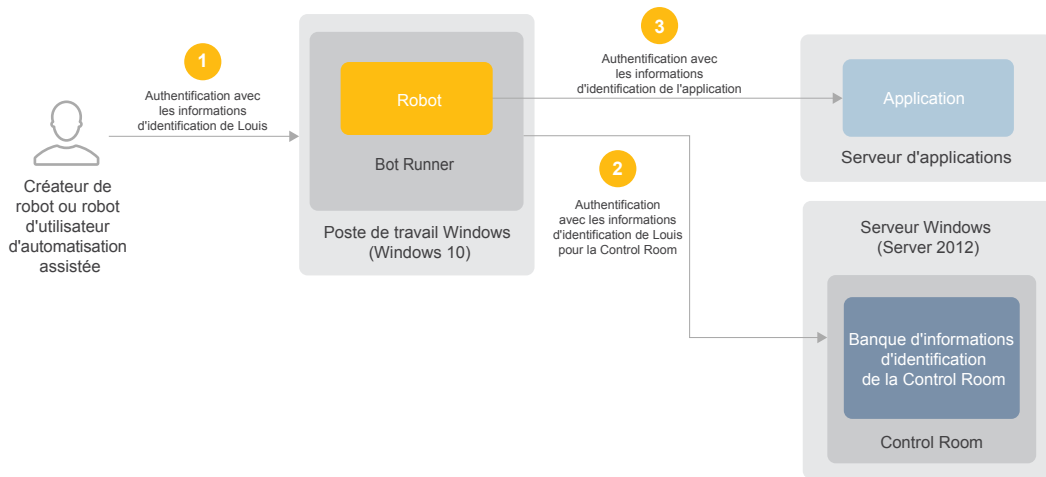 1
Authentification avec
les informations
d'identification de Louis
Créateur de
robot ou robot
d'utilisateur
d'automatisation
assistée
Robot
Bot Runner
Poste de travail Windows
(Windows 10)
3
Authentification avec
les informations
d'identification de l'application
2
Authentification
avec les informations
d'identification de Louis
pour la Control Room
Application
Serveur d'applications
Serveur Windows
(Server 2012)
Banque d'informations
d'identification
de la Control Room
Control Room